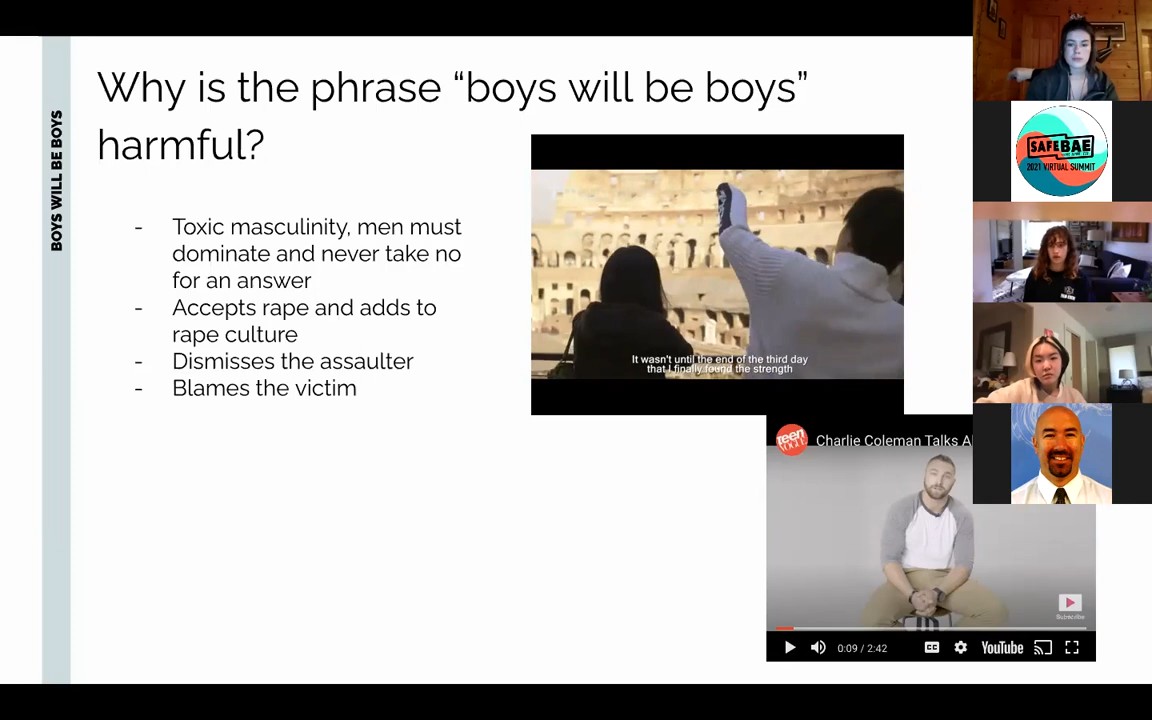 BOYS WILL BE BOYS
Why is the phrase “boys will be boys”
harmful?
- Toxic masculinity, men must
dominate and never take no
for an answer
- Accepts rape and adds to
rape culture
- Dismisses the assaulter
- Blames the victim
It wasn't until the end of the third day
that I finally found the strength
teen
VOGUE
Charlie Coleman Talks A
Subscribe
0:09 / 2:42
CC
YouTube
SAFEBAE
2021 VIRTUAL SUMMIT